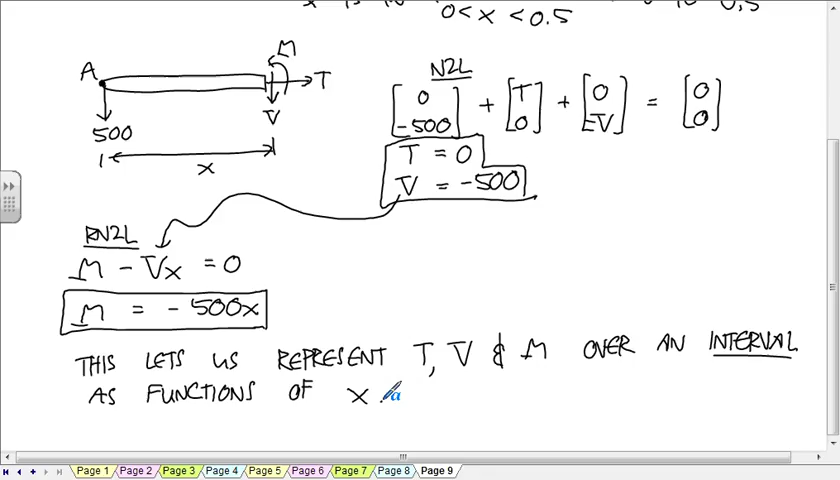 0 < x < 0.5
A
M
T
V
500
x
N2L
[0 -500] + [T 0] + [0 -V] = [0 0]
T = 0
V = -500
RN2L
M - Vx = 0
M = - 500x
THIS LETS US REPRESENT T, V & M OVER AN INTERVAL
AS FUNCTIONS OF x.
Page 1 Page 2 Page 3 Page 4 Page 5 Page 6 Page 7 Page 8 Page 9